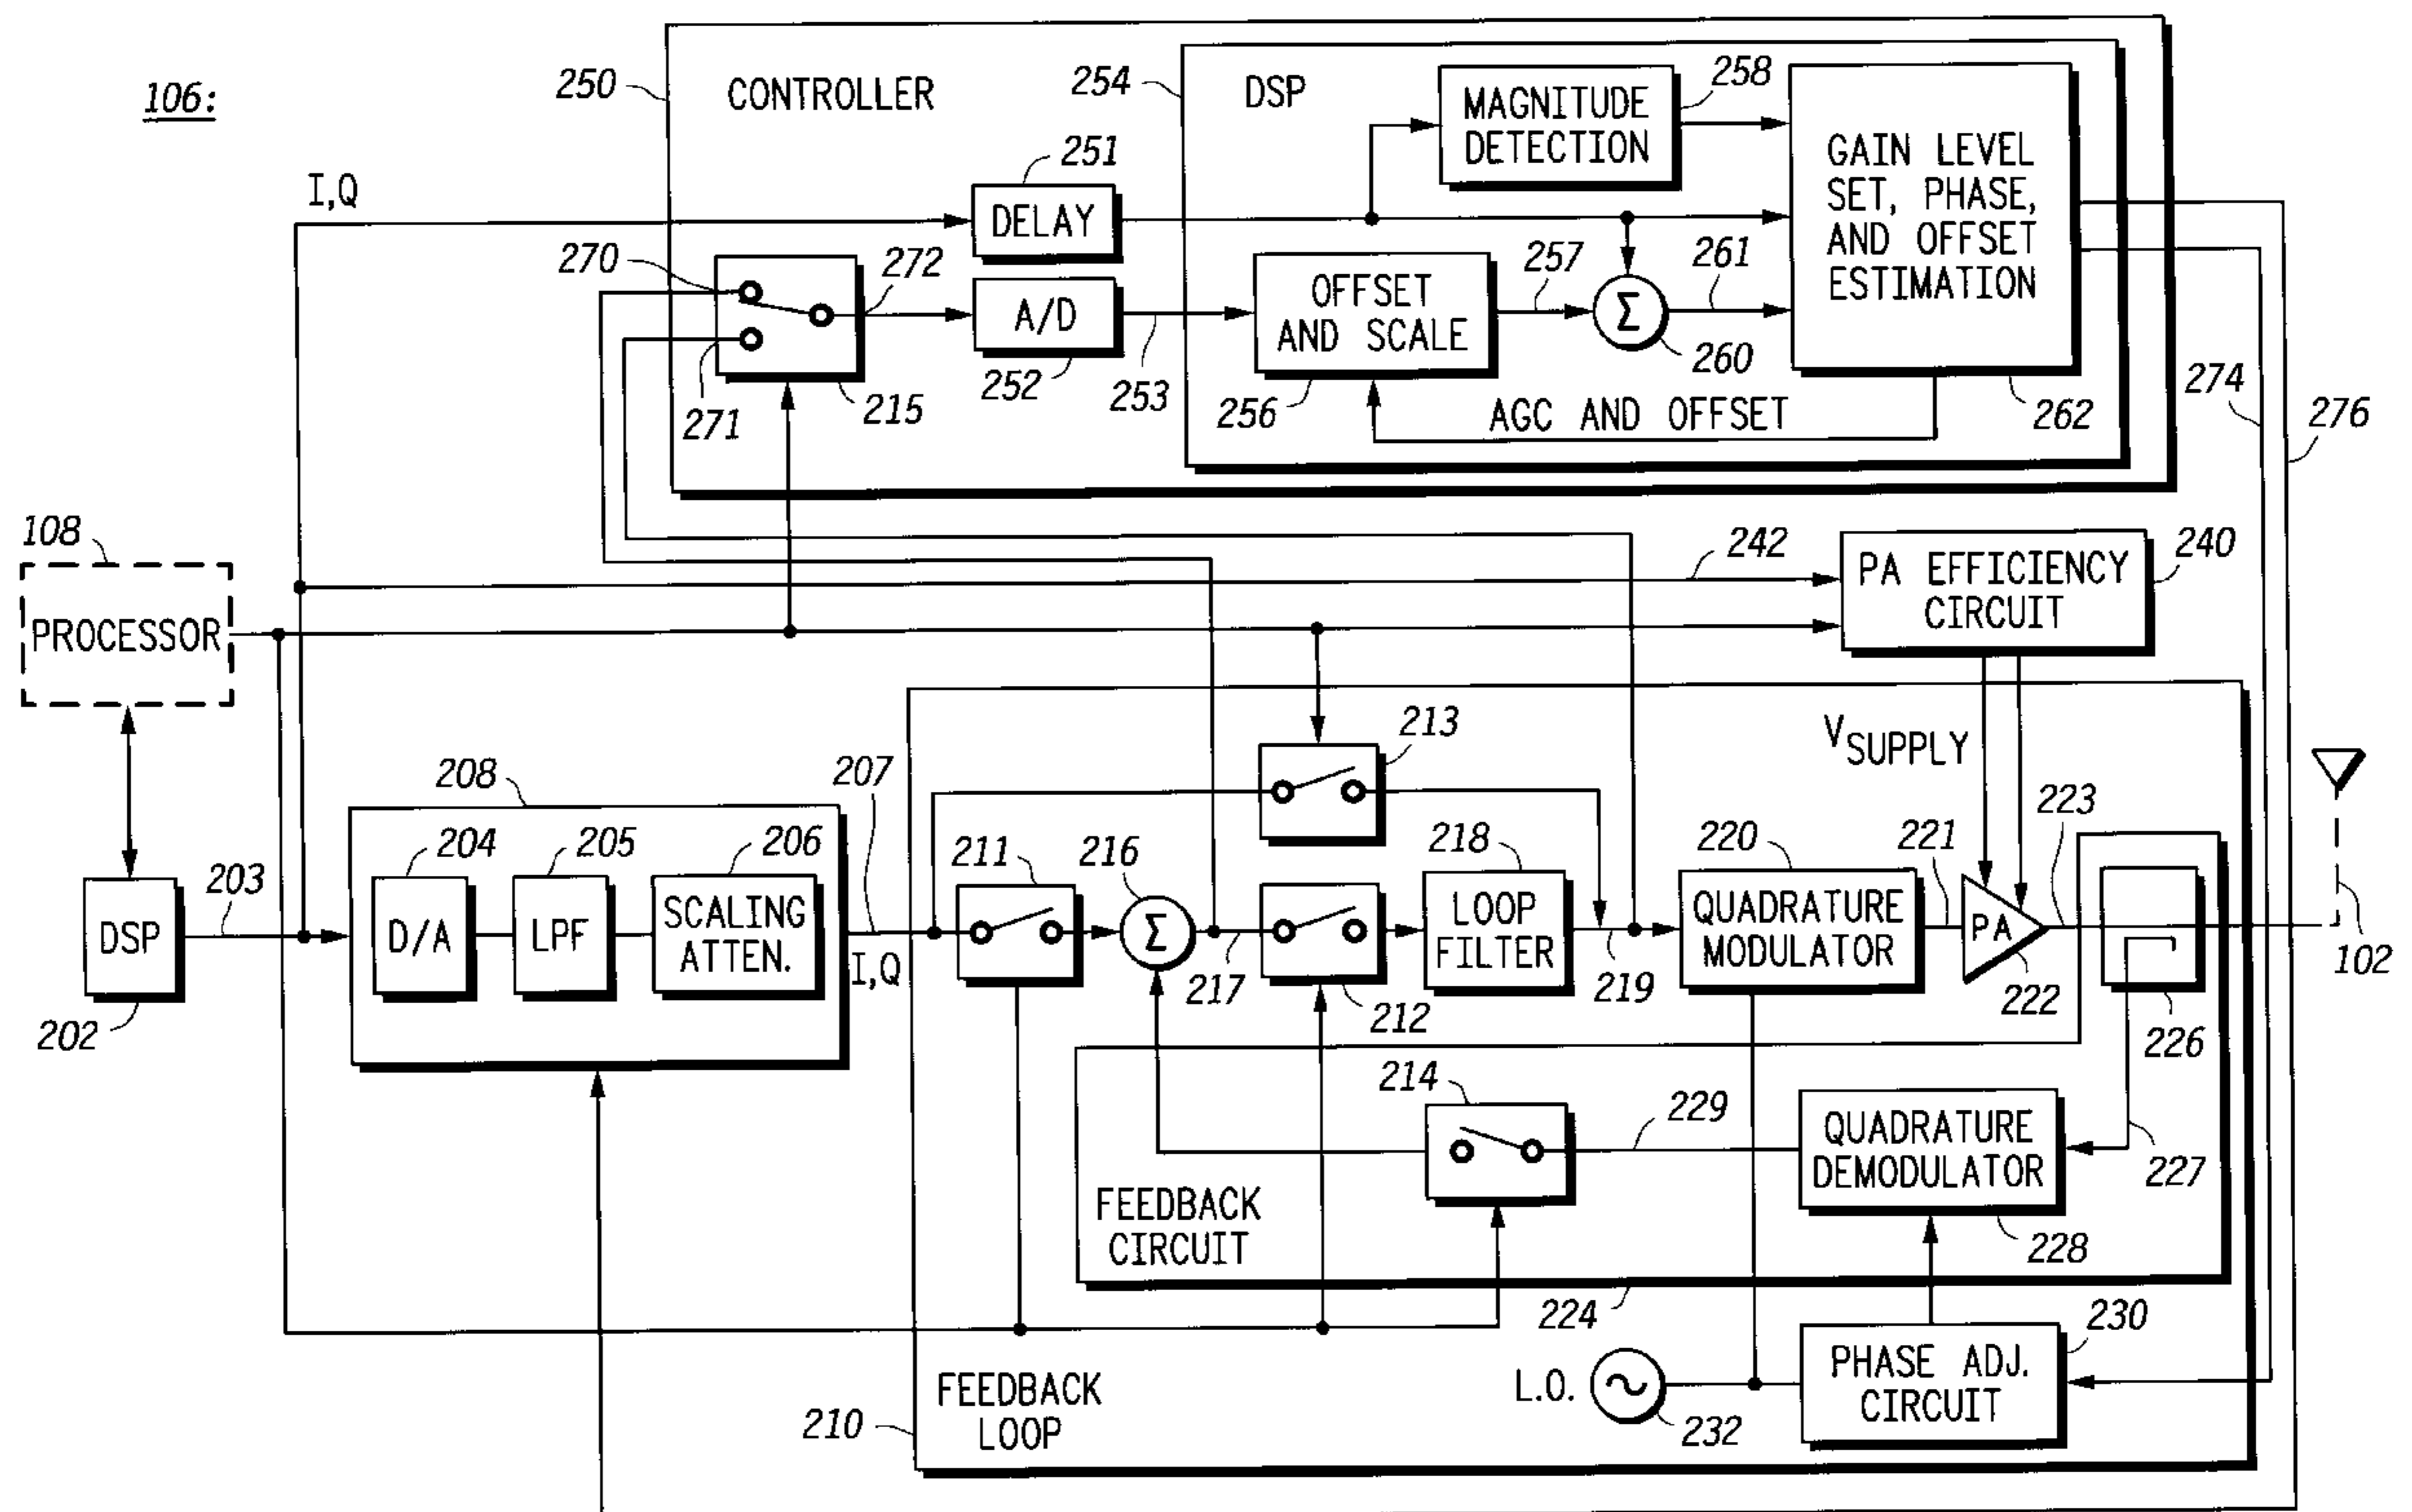 106:
250
CONTROLLER
254
DSP
MAGNITUDE
DETECTION
258
GAIN LEVEL
SET, PHASE,
AND OFFSET
ESTIMATION
I,Q
251
DELAY
270
272
271
215
A/D
252
253
OFFSET
AND SCALE
256
257
Σ
260
261
AGC AND OFFSET
262
274
276
108
PROCESSOR
242
PA EFFICIENCY
CIRCUIT
240
VSUPPLY
213
208
207
204
205
206
D/A
LPF
SCALING
ATTEN.
DSP
203
202
I,Q
211
216
Σ
217
212
218
LOOP
FILTER
219
220
QUADRATURE
MODULATOR
221
PA
222
223
226
102
214
229
QUADRATURE
DEMODULATOR
227
228
FEEDBACK
CIRCUIT
224
230
PHASE ADJ.
CIRCUIT
L.O.
232
FEEDBACK
LOOP
210